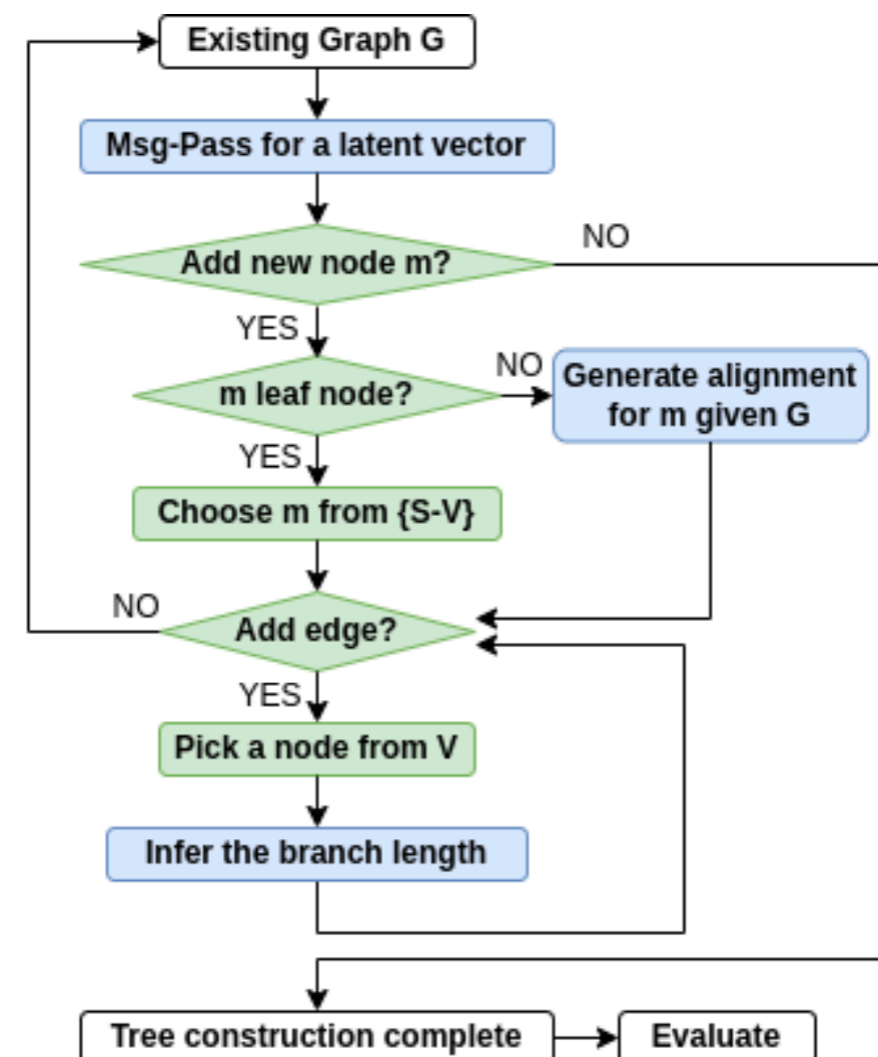 Existing Graph G
Msg-Pass for a latent vector
NO
Add new node m?
YES
NO
m leaf node?
Generate alignment
for m given G
YES
Choose m from {S-V}
NO
Add edge?
YES
Pick a node from V
Infer the branch length
Tree construction complete
Evaluate